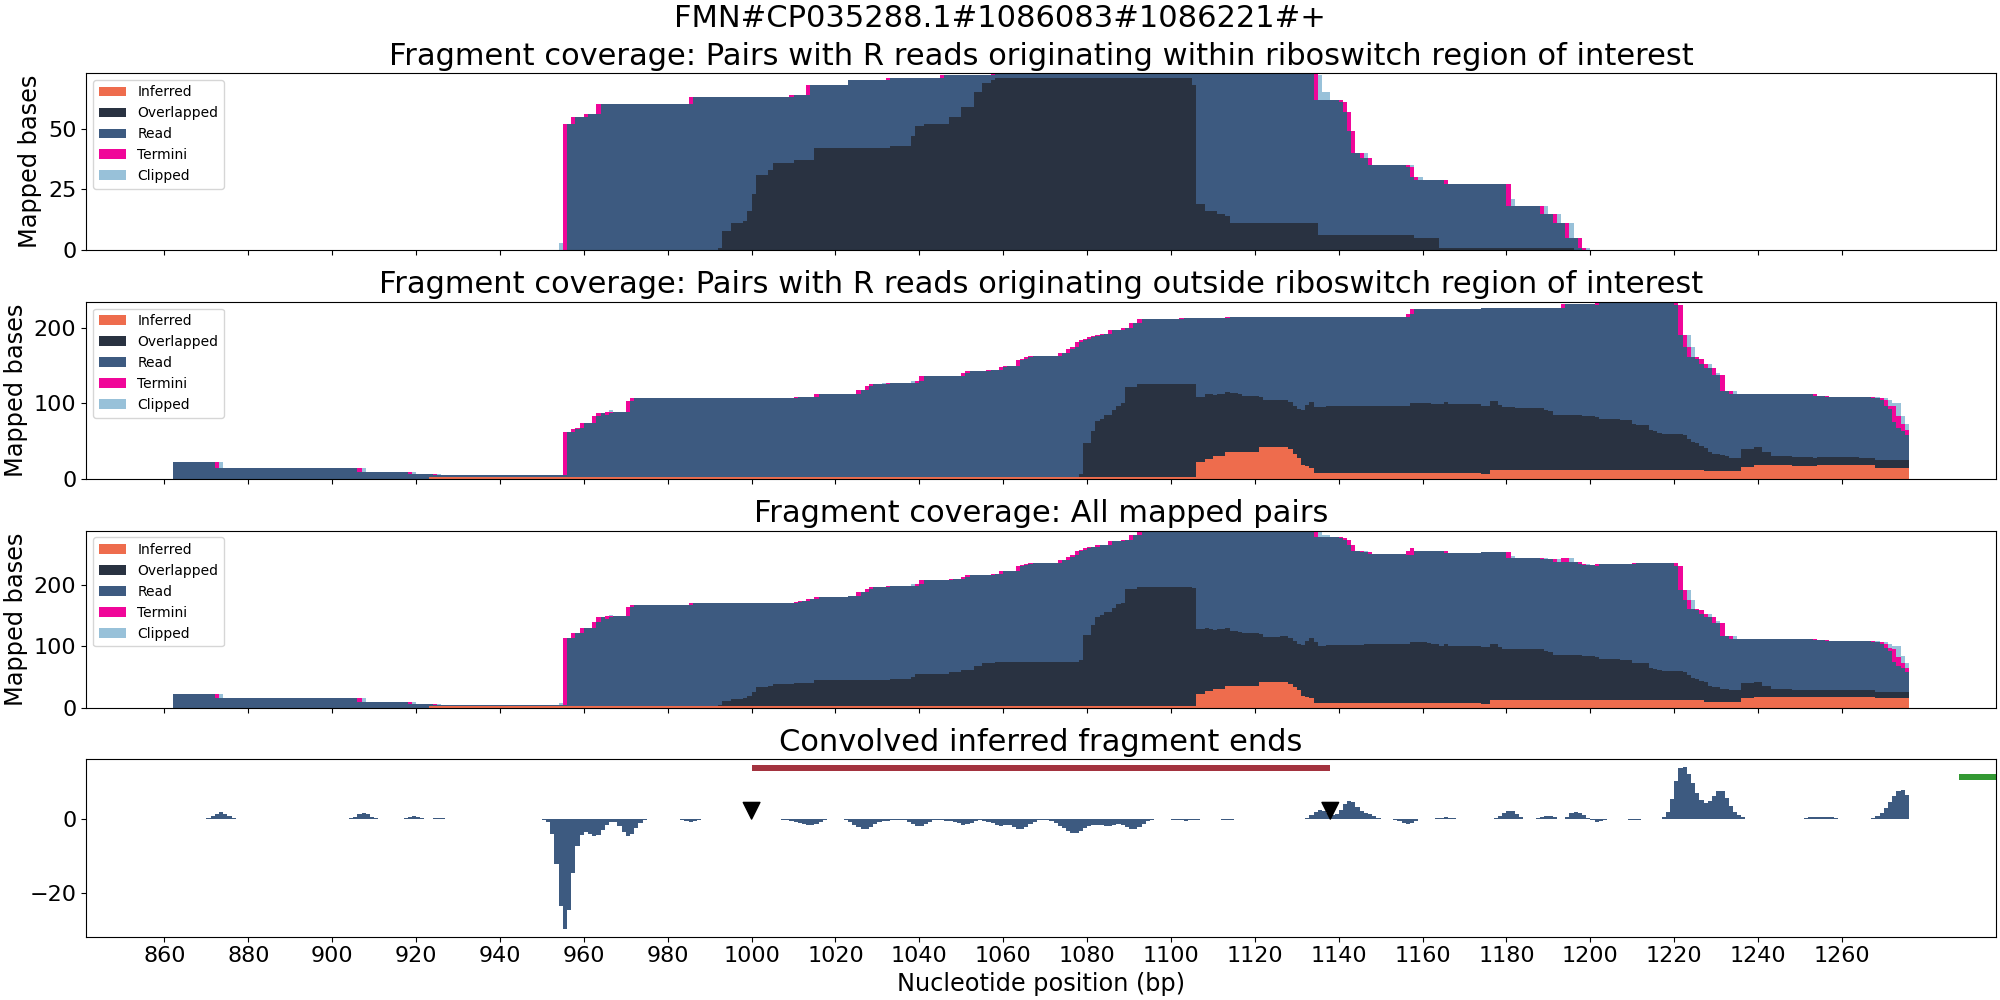 FMN#CP035288.1#1086083#1086221#+
Fragment coverage: Pairs with R reads originating within riboswitch region of interest
Mapped bases
50
25
0
Inferred
Overlapped
Read
Termini
Clipped
Fragment coverage: Pairs with R reads originating outside riboswitch region of interest
Mapped bases
200
100
0
Inferred
Overlapped
Read
Termini
Clipped
Fragment coverage: All mapped pairs
Mapped bases
200
100
0
Inferred
Overlapped
Read
Termini
Clipped
Convolved inferred fragment ends
0
−20
860 880 900 920 940 960 980 1000 1020 1040 1060 1080 1100 1120 1140 1160 1180 1200 1220 1240 1260
Nucleotide position (bp)